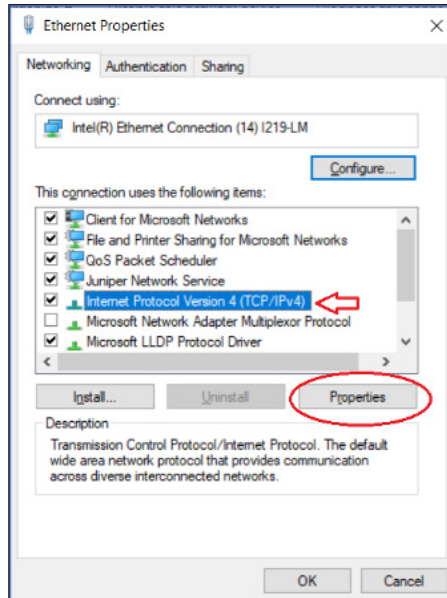 Ethernet Properties
Networking Authentication Sharing
Connect using:
Intel(R) Ethernet Connection (14) I219-LM
Configure...
This connection uses the following items:
Client for Microsoft Networks
File and Printer Sharing for Microsoft Networks
QoS Packet Scheduler
Juniper Network Service
Internet Protocol Version 4 (TCP/IPv4)
Microsoft Network Adapter Multiplexor Protocol
Microsoft LLDP Protocol Driver
Install... Uninstall Properties
Description
Transmission Control Protocol/Internet Protocol. The default
wide area network protocol that provides communication
across diverse interconnected networks.
OK Cancel